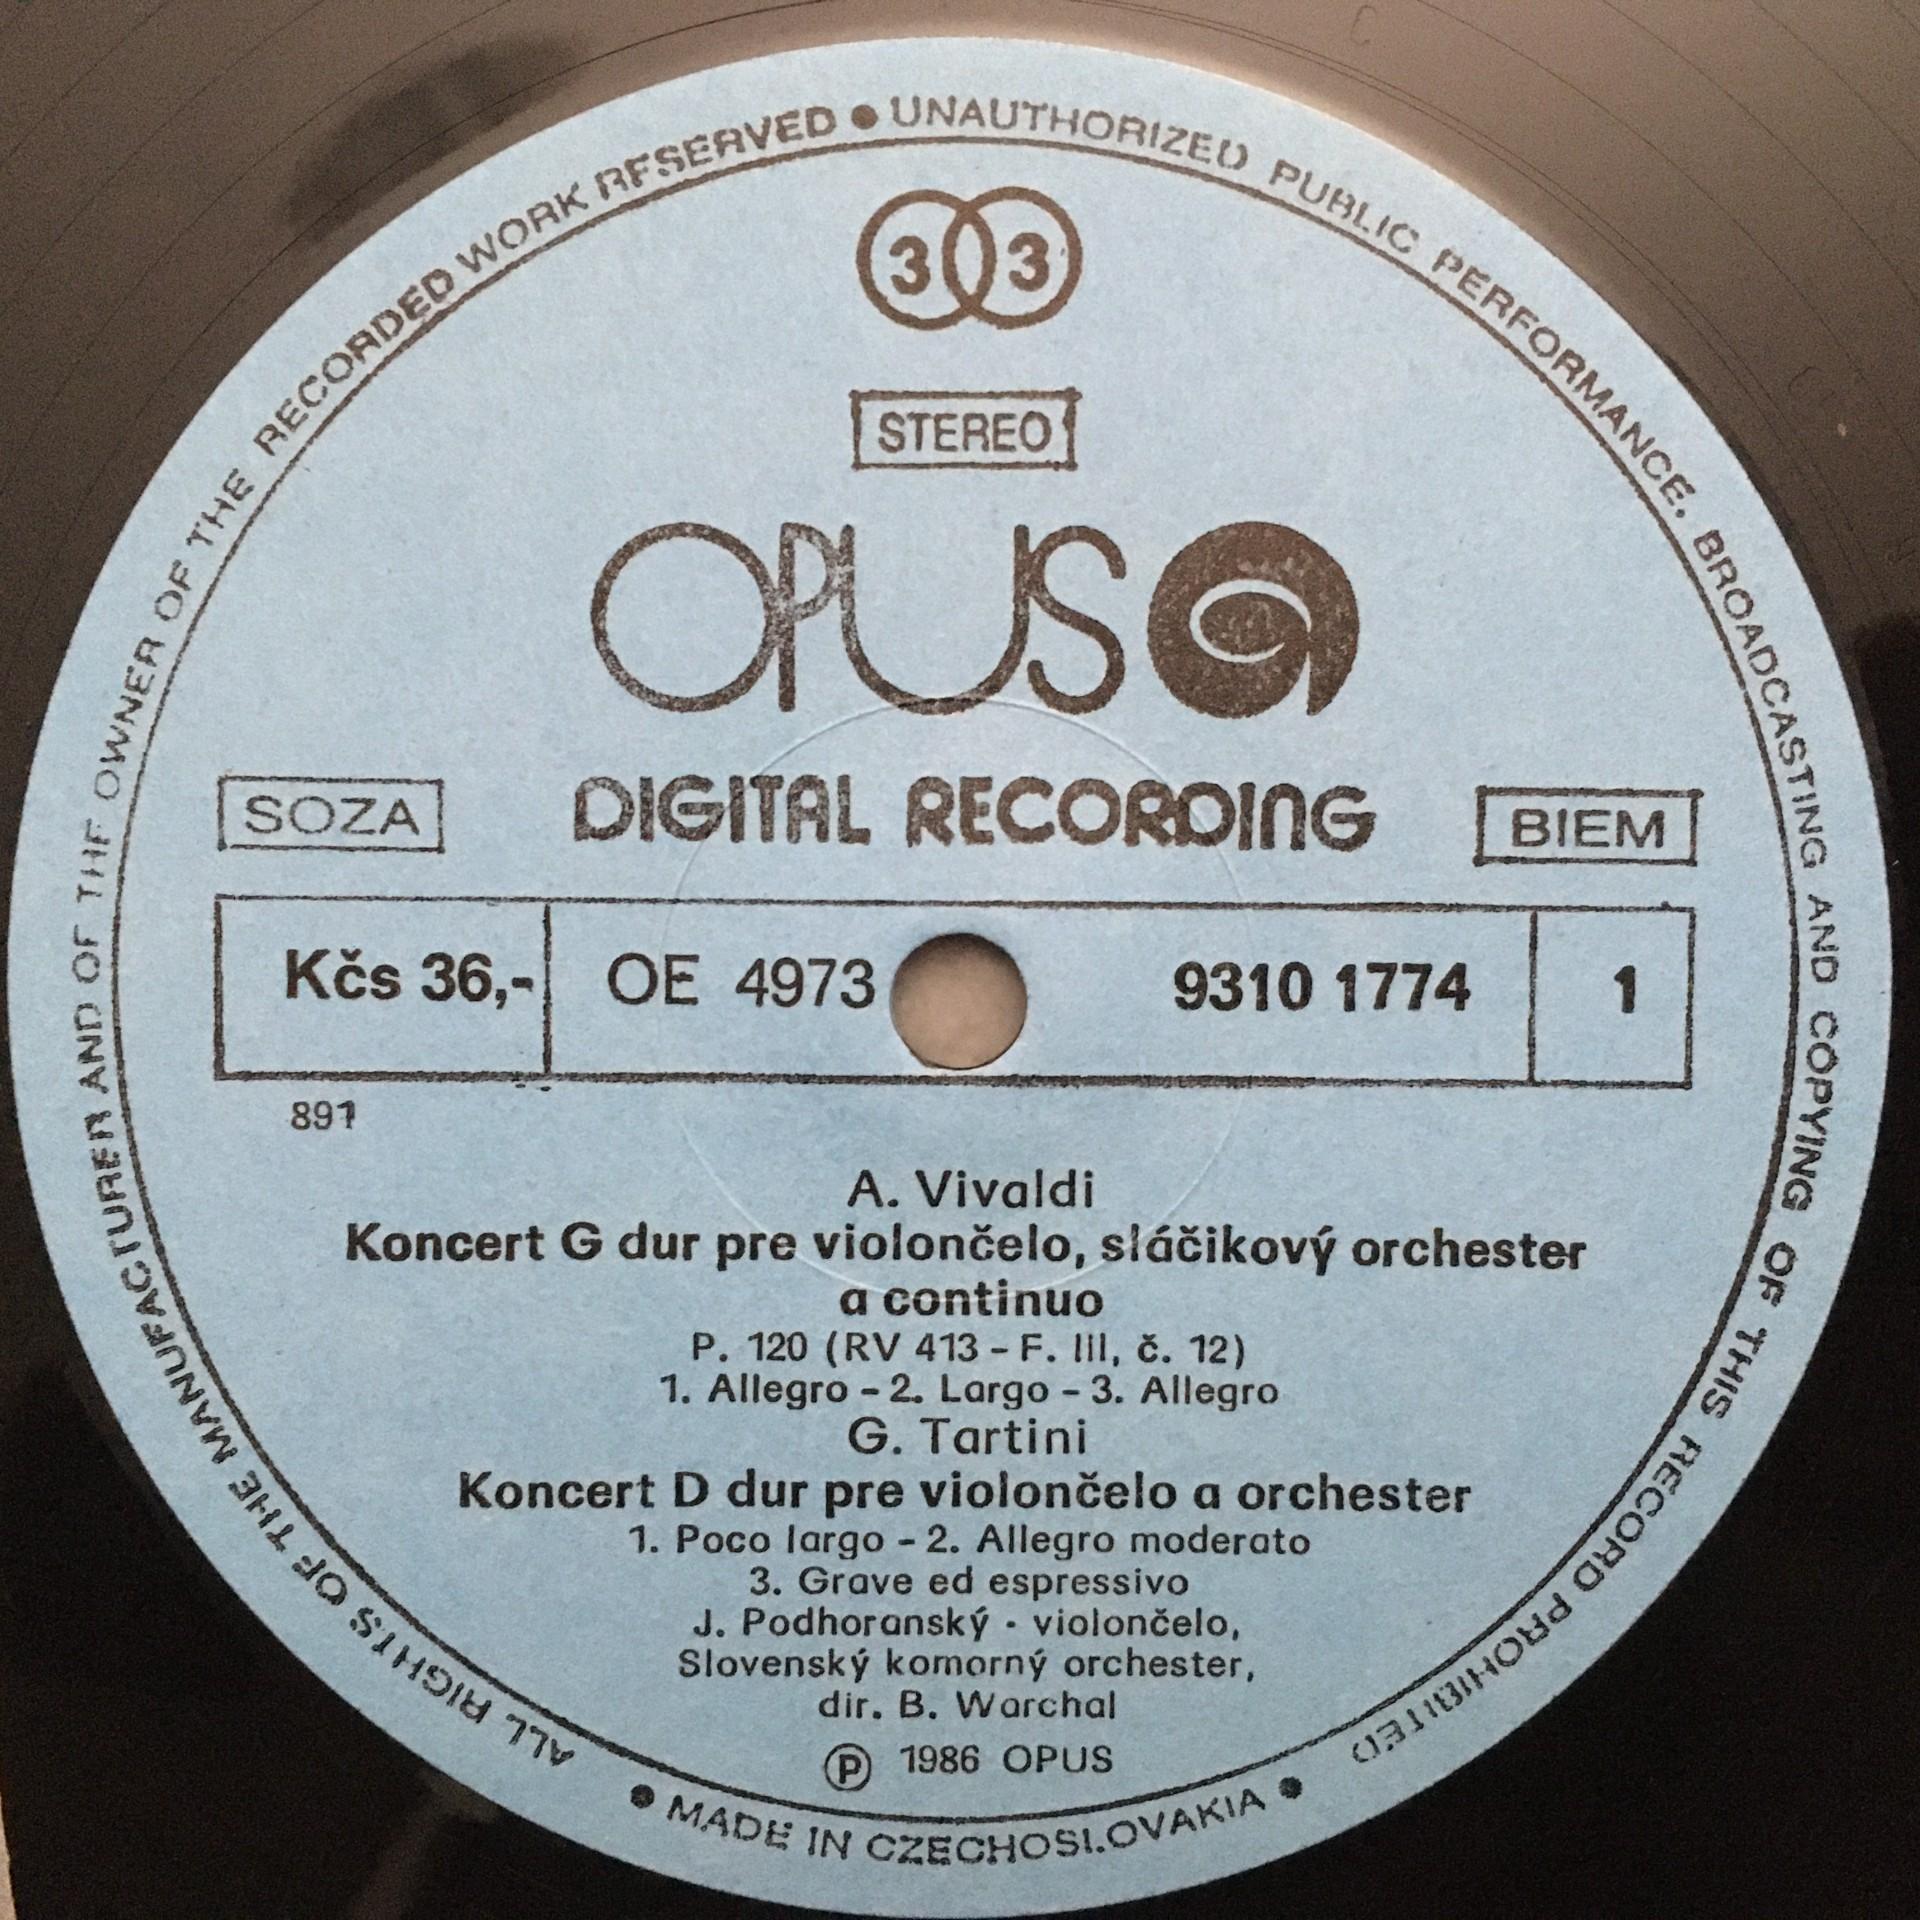 ALL RIGHTS OF THE MANUFACTURER AND OF THE OWNER OF THE RECORDED WORK RESERVED • UNAUTHORIZED PUBLIC PERFORMANCE, BROADCASTING AND COPYING OF THIS RECORD PROHIBITED
33
STEREO
OPUS
DIGITAL RECORDING
SOZA
BIEM
Kčs 36,-
OE 4973
9310 1774
1
891
A. Vivaldi
Koncert G dur pre violončelo, sláčikový orchester
a continuo
P. 120 (RV 413 – F. III, č. 12)
1. Allegro – 2. Largo – 3. Allegro
G. Tartini
Koncert D dur pre violončelo a orchester
1. Poco largo – 2. Allegro moderato
3. Grave ed espressivo
J. Podhoranský · violončelo,
Slovenský komorný orchester,
dir. B. Warchal
Ⓟ 1986 OPUS
• MADE IN CZECHOSLOVAKIA •